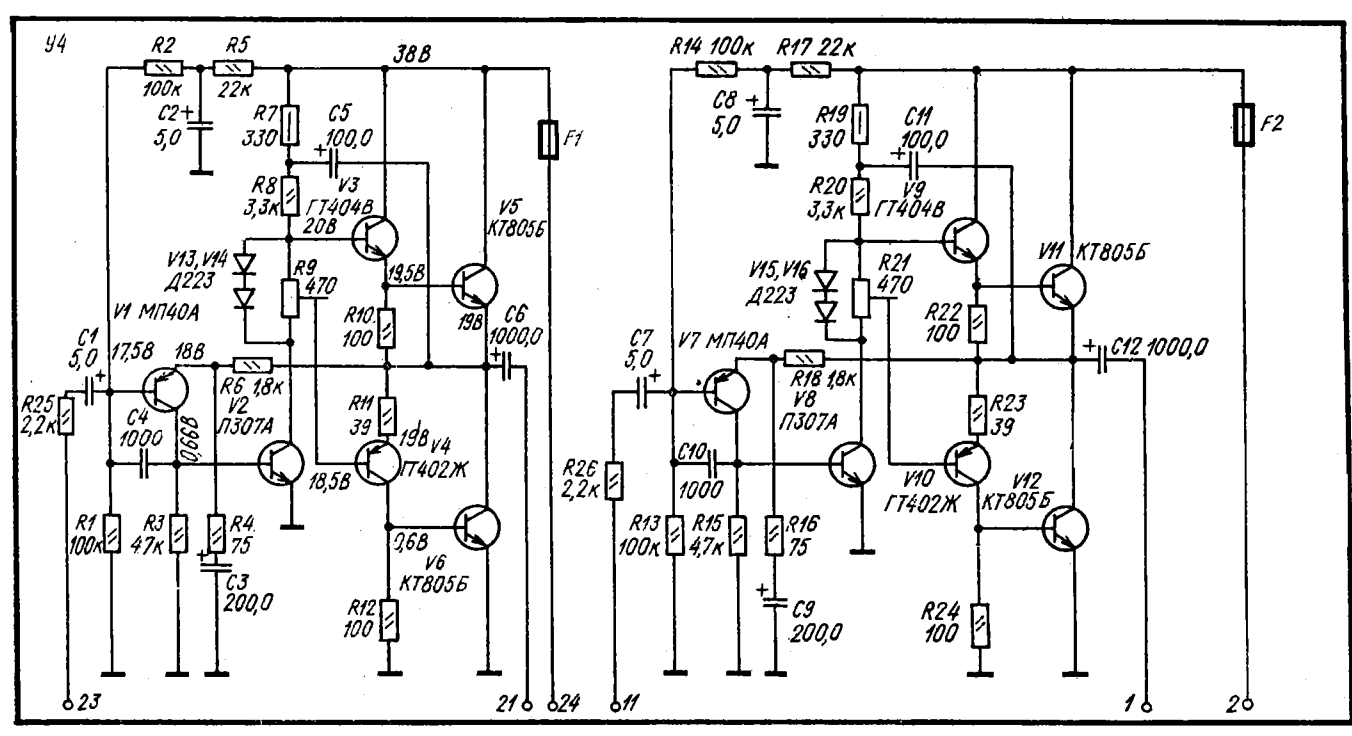 У4
R2
100к
R5
22к
38В
C2
+
5,0
R7
330
C5
100,0
+
F1
R8
3,3к
V3
ГТ404В
20В
V5
КТ805Б
V13, V14
Д223
R9
470
19,5В
19В
V1 МП40А
R10
100
C6
1000,0
+
C1
5,0
+
17,5В
18В
R6 1,8к
R25
2,2к
V2
П307А
C4
1000
0,66В
R11
39
19В
V4
ГТ402Ж
18,5В
R1
100к
R3
47к
R4
75
+
C3
200,0
0,6В
V6
КТ805Б
R12
100
23
21
24
R14 100к
R17 22к
C8
+
5,0
R19
330
C11
100,0
+
F2
R20
3,3к
V9
ГТ404В
V11 КТ805Б
V15, V16
Д223
R21
470
R22
100
C7
5,0
+
V7 МП40А
+
C12 1000,0
R18 1,8к
V8
П307А
R23
39
R26
2,2к
C10
1000
V10
ГТ402Ж
V12
КТ805Б
R13
100к
R15
4,7к
R16
75
+
C9
200,0
R24
100
11
1
2